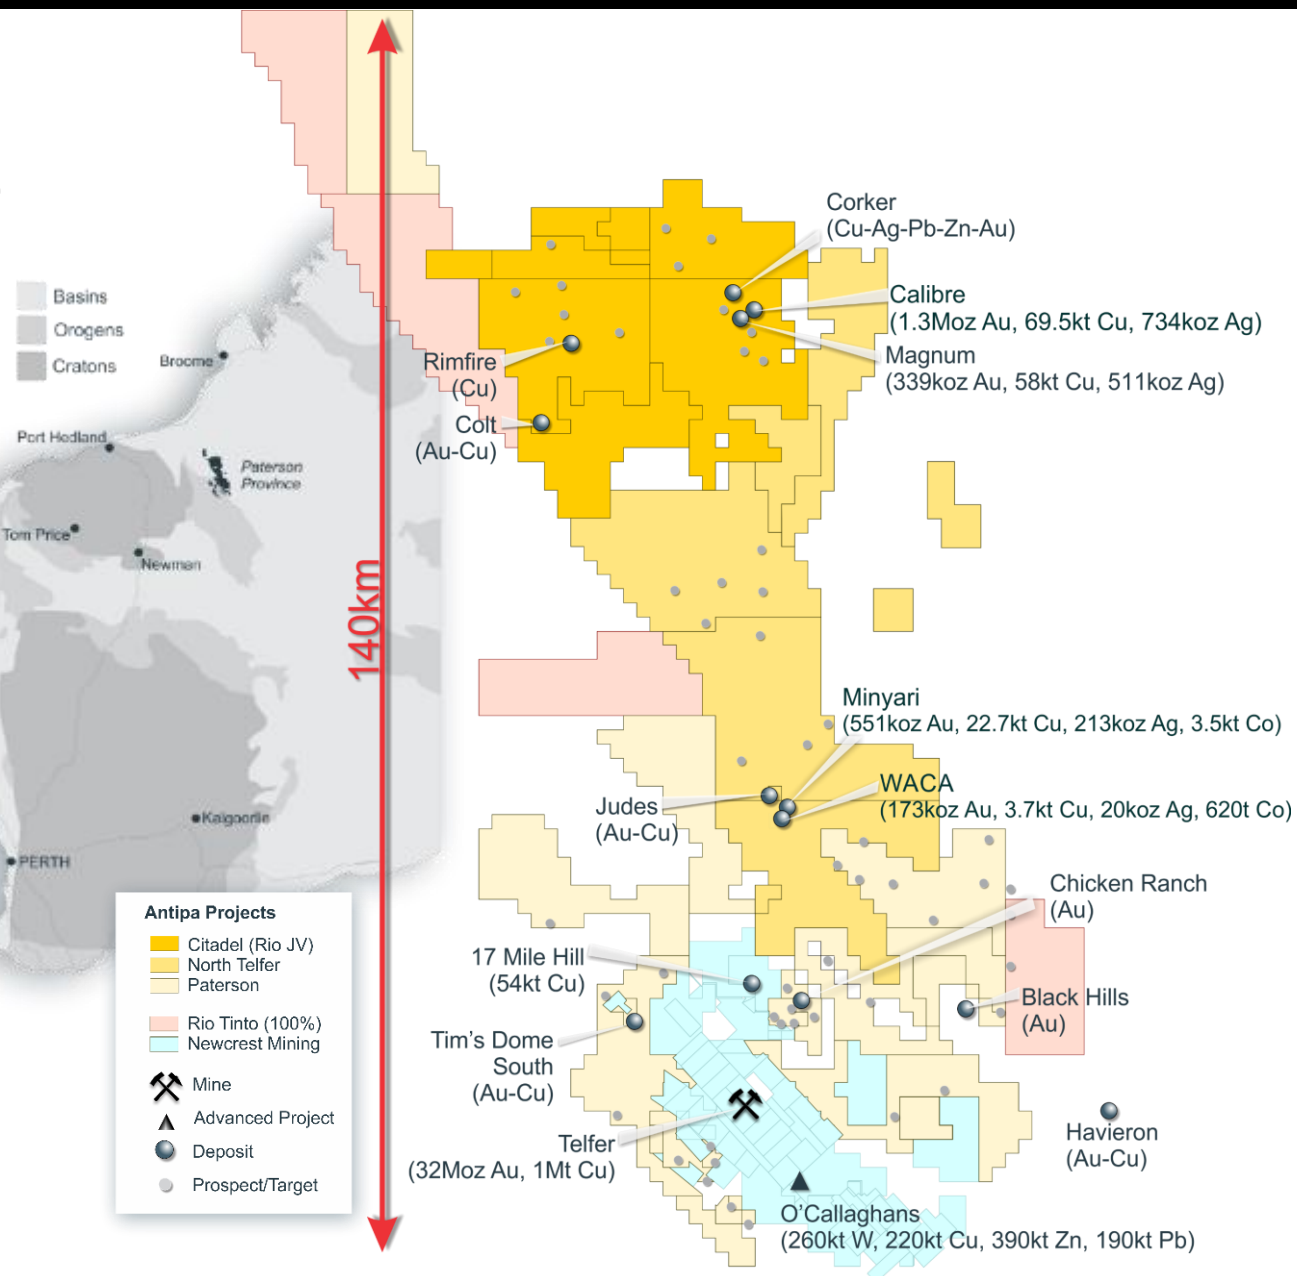 Corker
(Cu-Ag-Pb-Zn-Au)
Calibre
(1.3Moz Au, 69.5kt Cu, 734koz Ag)
Magnum
(339koz Au, 58kt Cu, 511koz Ag)
Rimfire
(Cu)
Colt
(Au-Cu)
Basins
Orogens
Cratons
Broome
Port Hedland
Paterson
Province
Tom Price
Newman
140km
Kalgoorlie
PERTH
Minyari
(551koz Au, 22.7kt Cu, 213koz Ag, 3.5kt Co)
WACA
(173koz Au, 3.7kt Cu, 20koz Ag, 620t Co)
Judes
(Au-Cu)
Chicken Ranch
(Au)
17 Mile Hill
(54kt Cu)
Black Hills
(Au)
Tim's Dome
South
(Au-Cu)
Telfer
(32Moz Au, 1Mt Cu)
Havieron
(Au-Cu)
O'Callaghans
(260kt W, 220kt Cu, 390kt Zn, 190kt Pb)
Antipa Projects
Citadel (Rio JV)
North Telfer
Paterson
Rio Tinto (100%)
Newcrest Mining
Mine
Advanced Project
Deposit
Prospect/Target